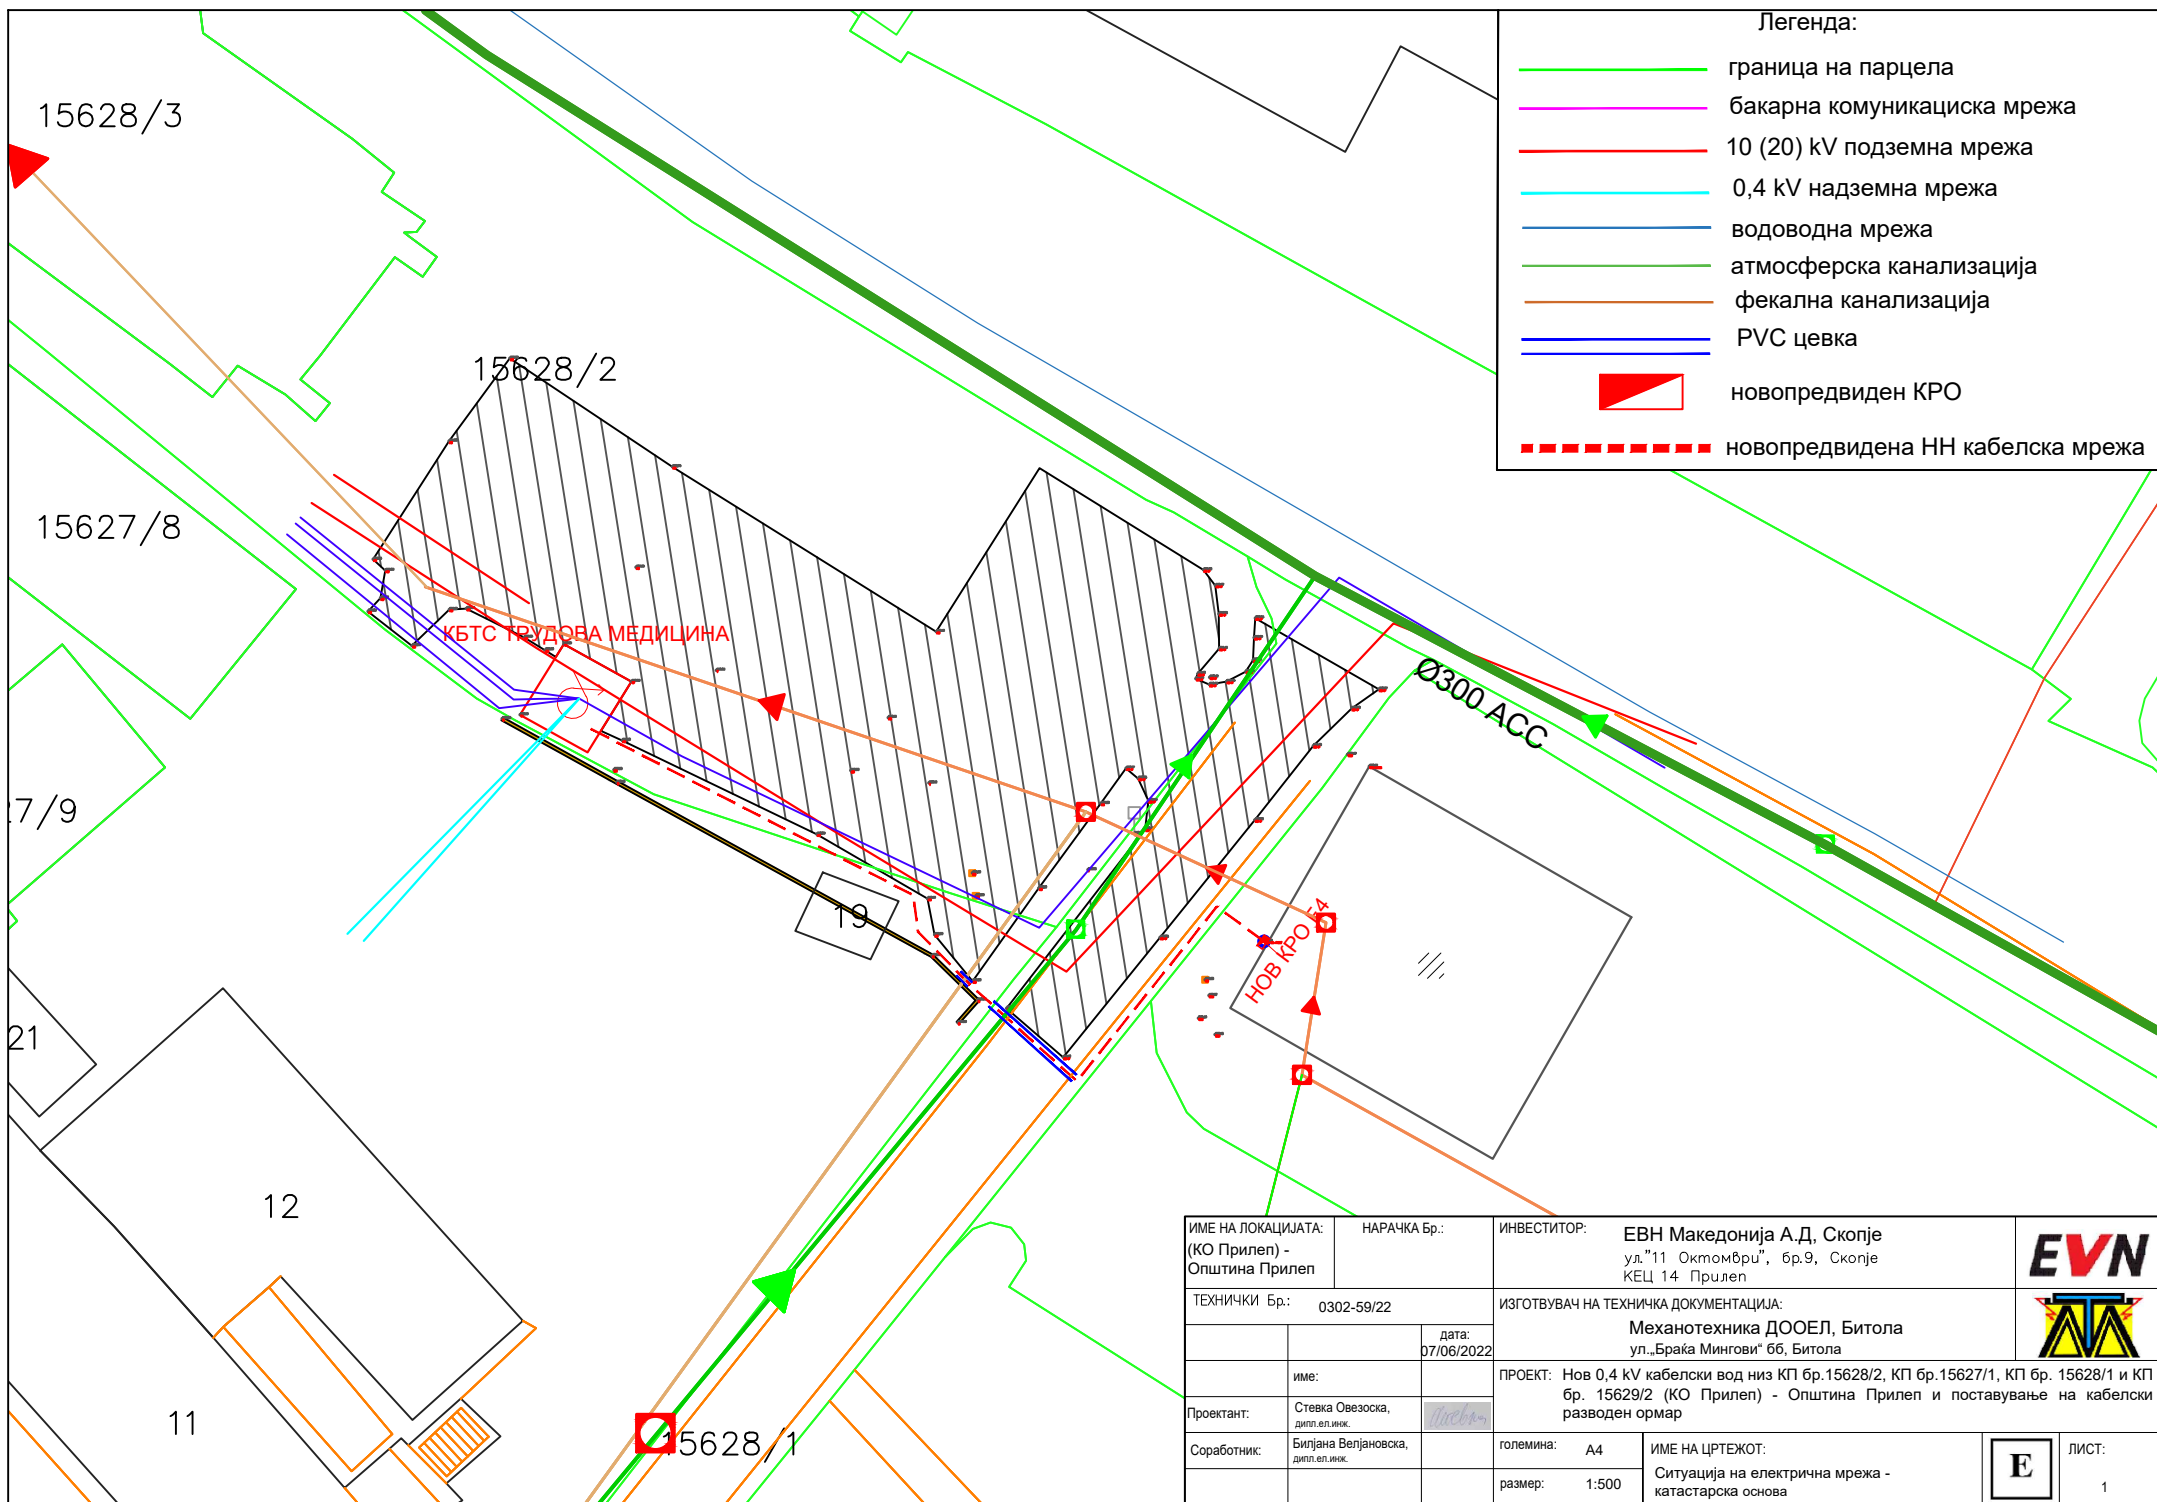 Легенда:
граница на парцела
бакарна комуникациска мрежа
10 (20) kV подземна мрежа
0,4 kV надземна мрежа
водоводна мрежа
атмосферска канализација
фекална канализација
PVC цевка
новопредвиден КРО
новопредвидена НН кабелска мрежа
15628/3
15628/2
15627/8
КБТС ТРУДОВА МЕДИЦИНА
Ø300 АСС
27/9
19
НОВ КРО 54
21
12
11
15628/1
ИМЕ НА ЛОКАЦИЈАТА:
(КО Прилеп) -
Општина Прилеп
НАРАЧКА Бр.:
ИНВЕСТИТОР:
ЕВН Македонија А.Д, Скопје
ул."11 Октомври", бр.9, Скопје
КЕЦ 14 Прилеп
EVN
ТЕХНИЧКИ Бр.: 0302-59/22
ИЗГОТВУВАЧ НА ТЕХНИЧКА ДОКУМЕНТАЦИЈА:
Механотехника ДООЕЛ, Битола
ул.„Браќа Мингови“ бб, Битола
дата:
07/06/2022
име:
ПРОЕКТ: Нов 0,4 kV кабелски вод низ КП бр.15628/2, КП бр.15627/1, КП бр. 15628/1 и КП
бр. 15629/2 (КО Прилеп) - Општина Прилеп и поставување на кабелски
разводен ормар
Проектант:
Стевка Овезоска,
дипл.ел.инж.
Соработник:
Билјана Велјановска,
дипл.ел.инж.
големина: А4
размер: 1:500
ИМЕ НА ЦРТЕЖОТ:
Ситуација на електрична мрежа -
катастарска основа
E
ЛИСТ:
1